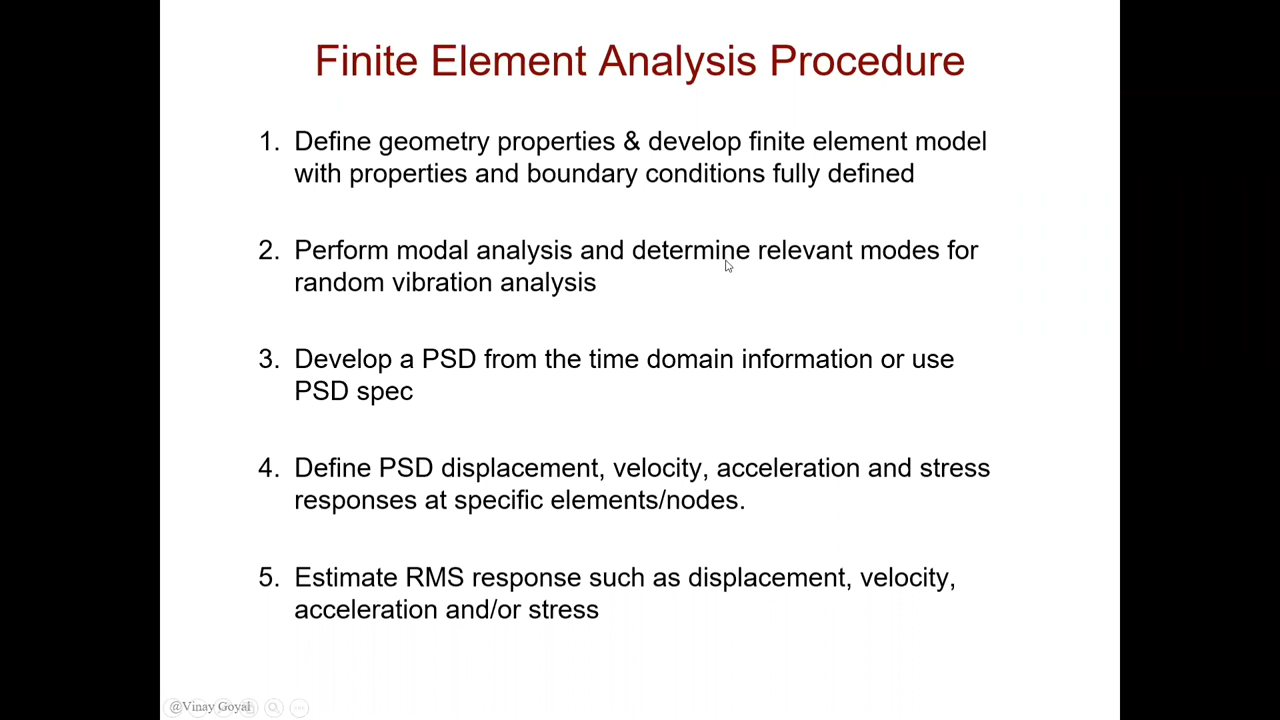 Finite Element Analysis Procedure
1. Define geometry properties & develop finite element model
with properties and boundary conditions fully defined
2. Perform modal analysis and determine relevant modes for
random vibration analysis
3. Develop a PSD from the time domain information or use
PSD spec
4. Define PSD displacement, velocity, acceleration and stress
responses at specific elements/nodes.
5. Estimate RMS response such as displacement, velocity,
acceleration and/or stress
@Vinay Goyal